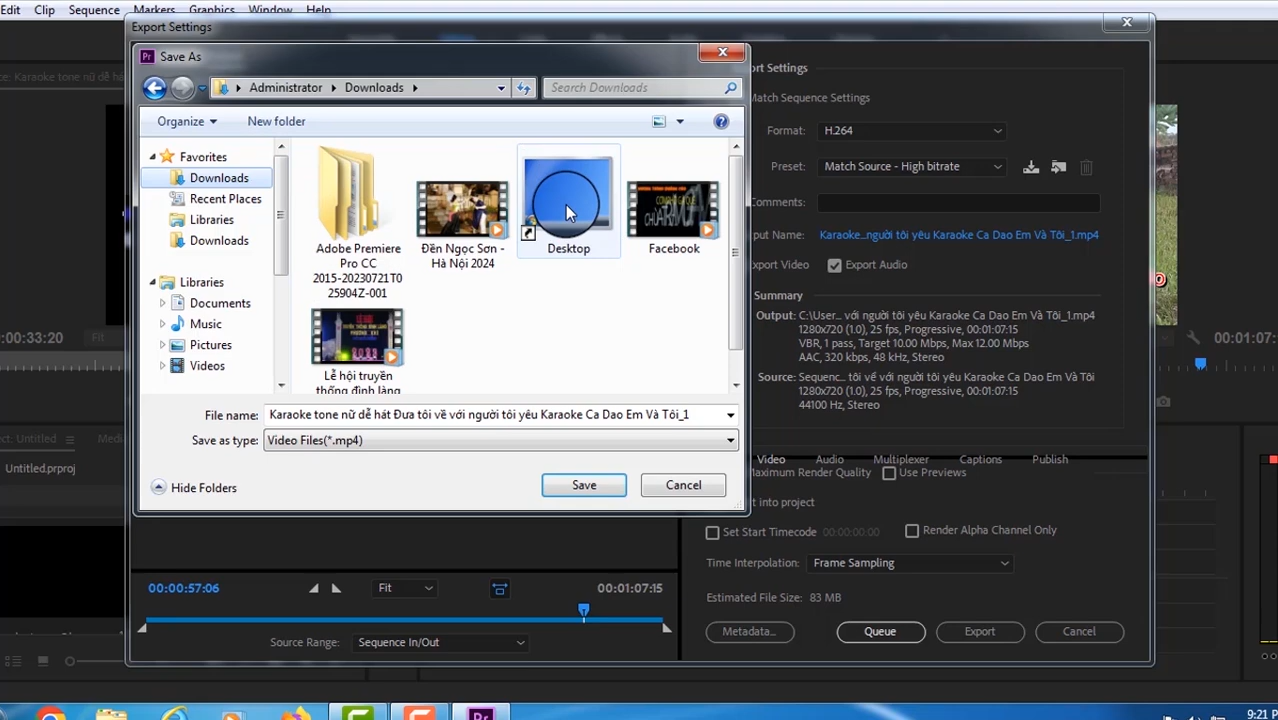 Edit Clip Sequence Markers Graphics Window Help
Export Settings
Save As
Administrator Downloads Search Downloads
Organize New folder
Favorites
Downloads
Recent Places
Libraries
Downloads
Libraries
Documents
Music
Pictures
Videos
Adobe Premiere
Pro CC
2015-20230721T0
25904Z-001
Đền Ngọc Sơn -
Hà Nội 2024
Desktop
Facebook
Lễ hội truyền
thống đình làng
File name: Karaoke tone nữ dễ hát Đưa tôi về với người tôi yêu Karaoke Ca Dao Em Và Tôi_1
Save as type: Video Files(*.mp4)
Hide Folders Save Cancel
port Settings
Match Sequence Settings
Format: H.264
Preset: Match Source - High bitrate
Comments:
put Name: Karaoke...người tôi yêu Karaoke Ca Dao Em Và Tôi_1.mp4
xport Video Export Audio
Summary
Output: C:\User... với người tôi yêu Karaoke Ca Dao Em Và Tôi_1.mp4
1280x720 (1.0), 25 fps, Progressive, 00:01:07:15
VBR, 1 pass, Target 10.00 Mbps, Max 12.00 Mbps
AAC, 320 kbps, 48 kHz, Stereo
Source: Sequenc... tôi về với người tôi yêu Karaoke Ca Dao Em Và Tôi
1280x720 (1.0), 25 fps, Progressive, 00:01:07:15
44100 Hz, Stereo
Video Audio Multiplexer Captions Publish
Maximum Render Quality Use Previews
t into project
Set Start Timecode 00:00:00:00 Render Alpha Channel Only
Time Interpolation: Frame Sampling
Estimated File Size: 83 MB
Metadata... Queue Export Cancel
00:00:57:06 Fit 00:01:07:15
Source Range: Sequence In/Out
ce: Karaoke tone nữ dễ há
00:00:33:20 Fit
00:01:07:
ect: Untitled Medi
Untitled.prproj
9:21 P